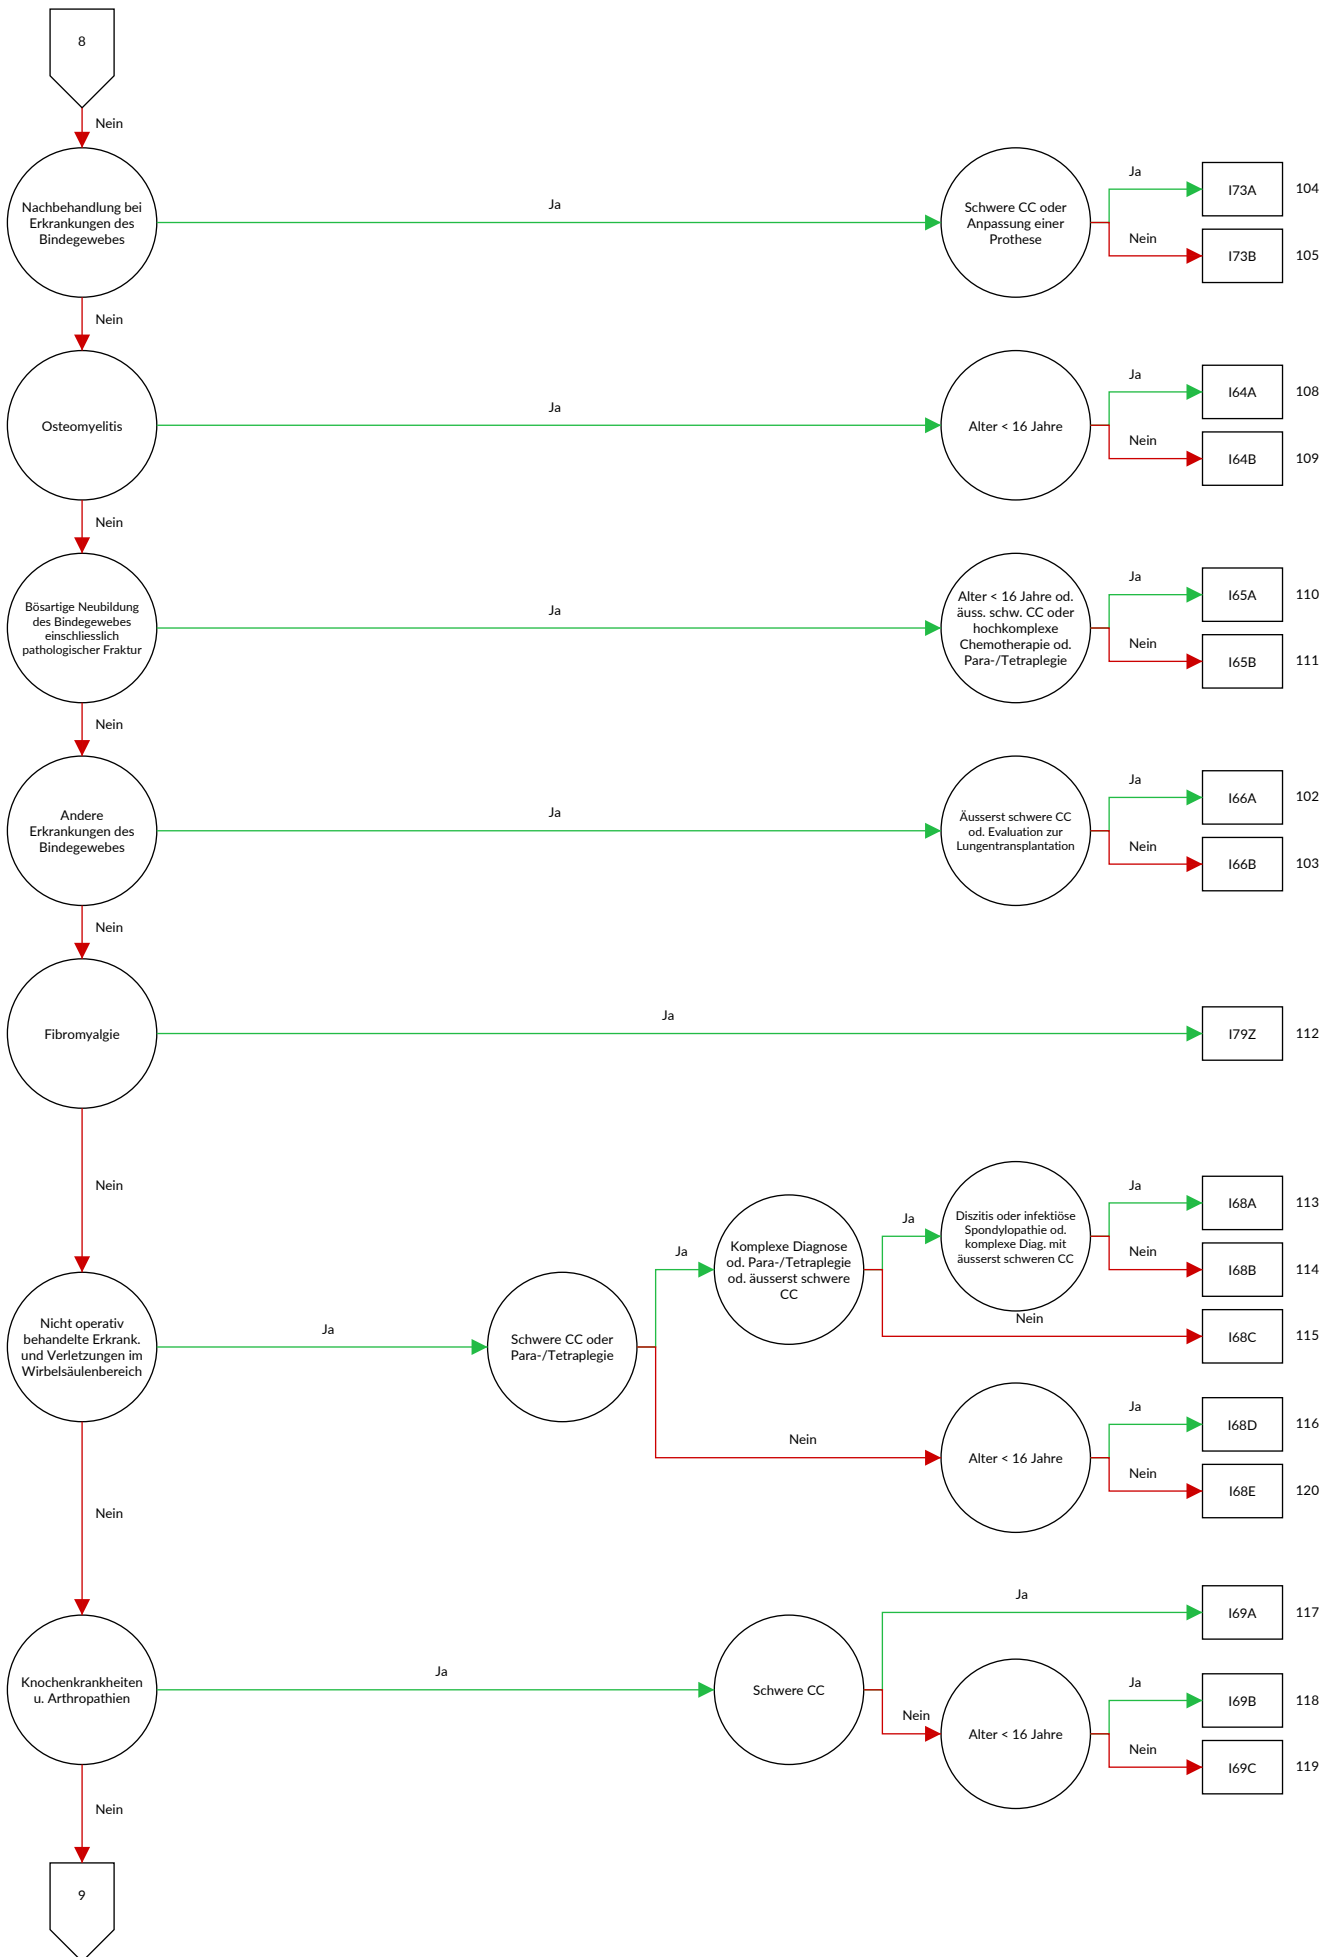 8
Nein
Nachbehandlung bei
Erkrankungen des
Bindegewebes
Ja
Schwere CC oder
Anpassung einer
Prothese
Ja
I73A
104
Nein
I73B
105
Nein
Osteomyelitis
Ja
Alter < 16 Jahre
Ja
I64A
108
Nein
I64B
109
Nein
Bösartige Neubildung
des Bindegewebes
einschliesslich
pathologischer Fraktur
Ja
Alter < 16 Jahre od.
äuss. schw. CC oder
hochkomplexe
Chemotherapie od.
Para-/Tetraplegie
Ja
I65A
110
Nein
I65B
111
Nein
Andere
Erkrankungen des
Bindegewebes
Ja
Äusserst schwere CC
od. Evaluation zur
Lungentransplantation
Ja
I66A
102
Nein
I66B
103
Nein
Fibromyalgie
Ja
I79Z
112
Nein
Nicht operativ
behandelte Erkrank.
und Verletzungen im
Wirbelsäulenbereich
Ja
Schwere CC oder
Para-/Tetraplegie
Ja
Komplexe Diagnose
od. Para-/Tetraplegie
od. äusserst schwere
CC
Ja
Diszitis oder infektiöse
Spondylopathie od.
komplexe Diag. mit
äusserst schweren CC
Ja
I68A
113
Nein
I68B
114
Nein
I68C
115
Nein
Alter < 16 Jahre
Ja
I68D
116
Nein
I68E
120
Nein
Knochenkrankheiten
u. Arthropathien
Ja
Schwere CC
Ja
I69A
117
Nein
Alter < 16 Jahre
Ja
I69B
118
Nein
I69C
119
Nein
9